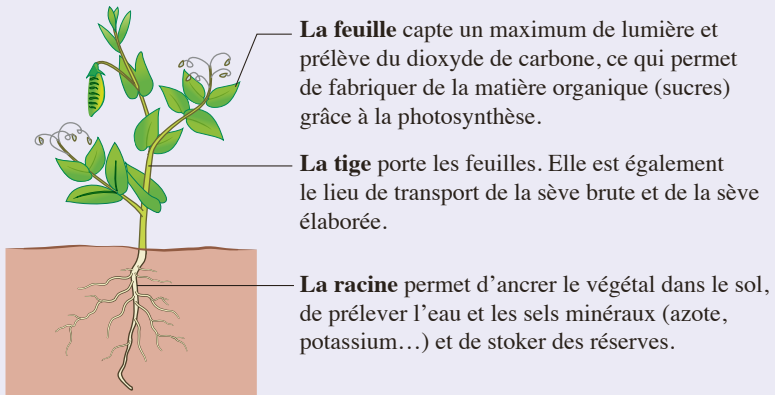 La feuille capte un maximum de lumière et
prélève du dioxyde de carbone, ce qui permet
de fabriquer de la matière organique (sucres)
grâce à la photosynthèse.
La tige porte les feuilles. Elle est également
le lieu de transport de la sève brute et de la sève
élaborée.
La racine permet d’ancrer le végétal dans le sol,
de prélever l’eau et les sels minéraux (azote,
potassium…) et de stoker des réserves.